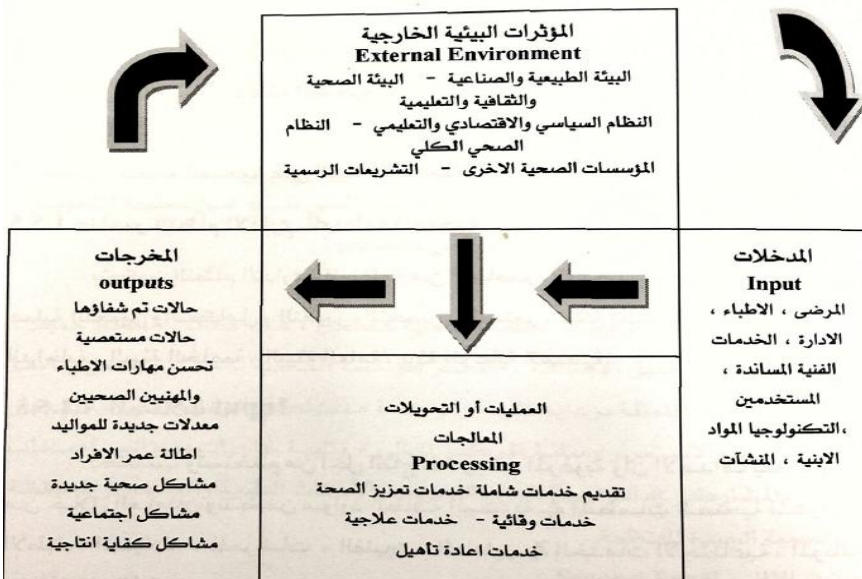 المؤثرات البيئية الخارجية
External Environment
البيئة الطبيعية والصناعية - البيئة الصحية
والثقافية والتعليمية
النظام السياسي والاقتصادي والتعليمي - النظام
الصحي الكلي
المؤسسات الصحية الاخرى - التشريعات الرسمية
المدخلات
Input
المرضى ، الاطباء ،
الادارة ، الخدمات
الفنية المساندة ،
المستخدمين
،التكنولوجيا المواد
الابنية ، المنشآت
العمليات أو التحويلات
المعالجات
Processing
تقديم خدمات شاملة خدمات تعزيز الصحة
خدمات وقائية - خدمات علاجية
خدمات اعادة تاهيل
المخرجات
outputs
حالات تم شفاؤها
حالات مستعصية
تحسن مهارات الاطباء
والمهنيين الصحيين
معدلات جديدة للمواليد
اطالة عمر الافراد
مشاكل صحية جديدة
مشاكل اجتماعية
مشاكل كفاية انتاجية